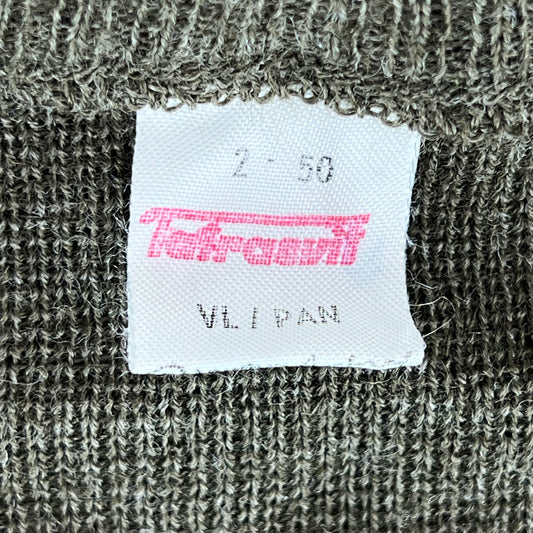 2 - 50
Tatrasvit
VL / PAN